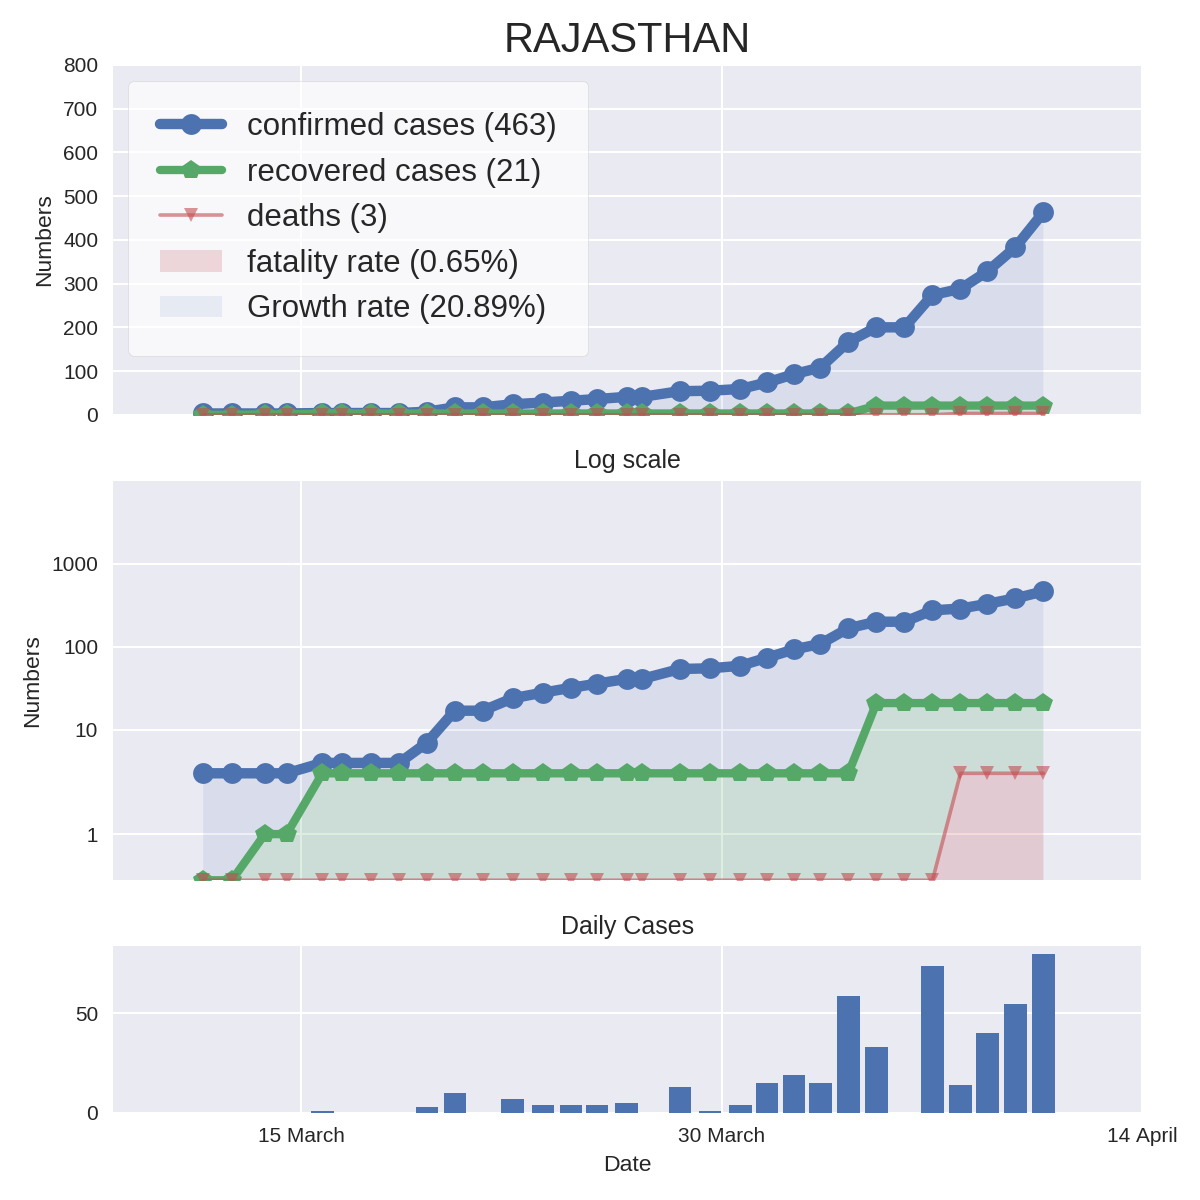 RAJASTHAN
800
700
600
500
400
300
200
100
0
Numbers
confirmed cases (463)
recovered cases (21)
deaths (3)
fatality rate (0.65%)
Growth rate (20.89%)
Log scale
1000
100
10
1
Numbers
Daily Cases
50
0
15 March 30 March 14 April
Date